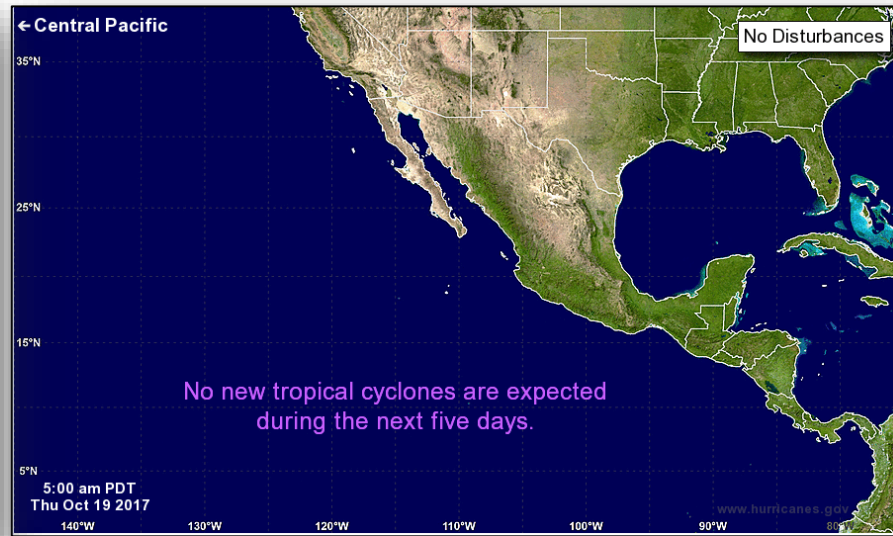 ← Central Pacific
No Disturbances
35°N
25°N
15°N
No new tropical cyclones are expected
during the next five days.
5°N
5:00 am PDT
Thu Oct 19 2017
www.hurricanes.gov
140°W 130°W 120°W 110°W 100°W 90°W 80°W